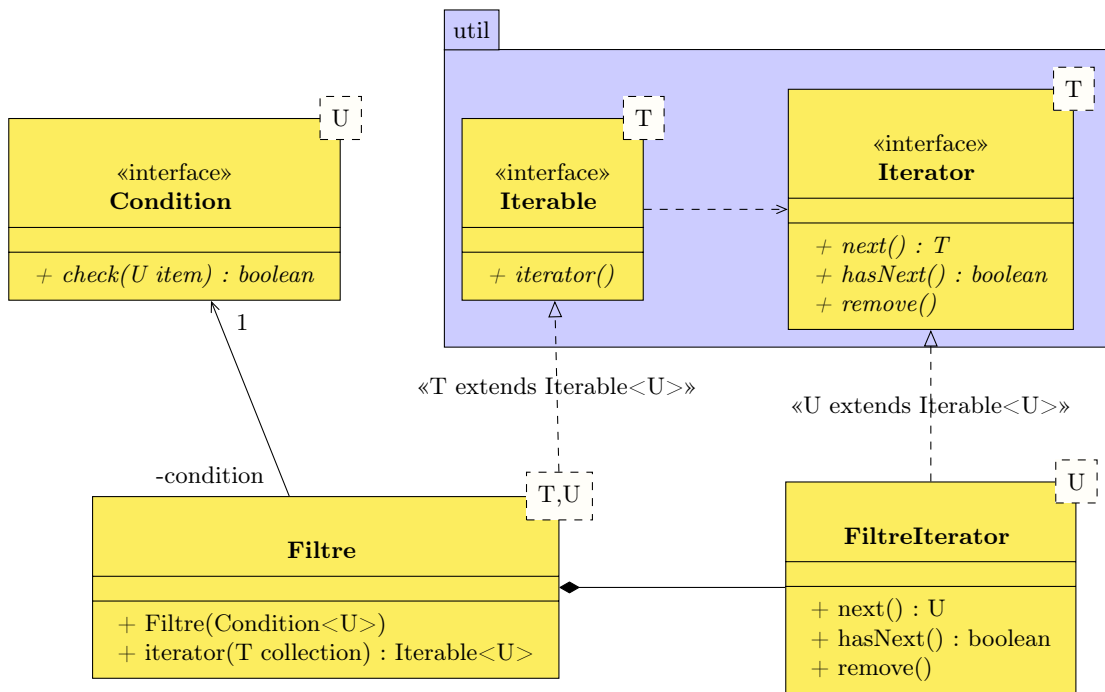 util
U
«interface»
Condition
+ check(U item) : boolean
T
«interface»
Iterable
+ iterator()
T
«interface»
Iterator
+ next() : T
+ hasNext() : boolean
+ remove()
1
-condition
«T extends Iterable<U>»
«U extends Iterable<U>»
T,U
Filtre
+ Filtre(Condition<U>)
+ iterator(T collection) : Iterable<U>
U
FiltreIterator
+ next() : U
+ hasNext() : boolean
+ remove()